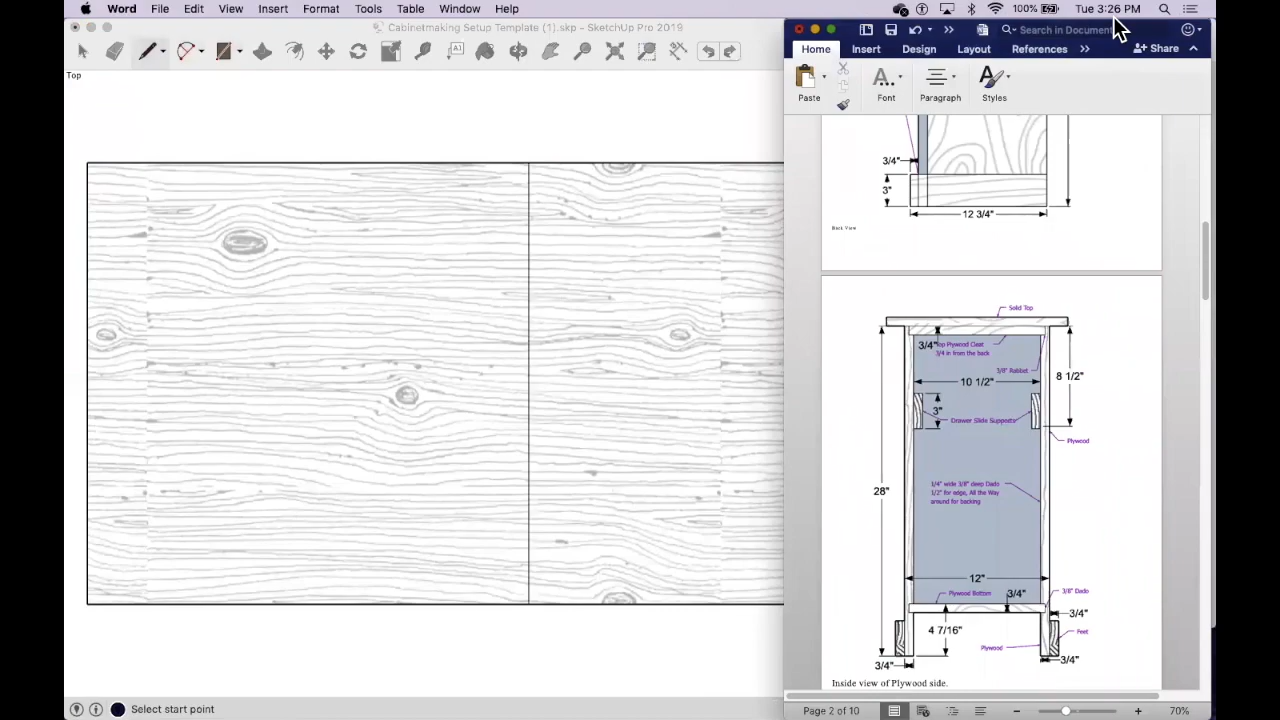 Word File Edit View Insert Format Tools Table Window Help 100% Tue 3:26 PM
Cabinetmaking Setup Template (1).skp - SketchUp Pro 2019
Search in Document
Home Insert Design Layout References Share
Paste Font Paragraph Styles
Top
3/4"
3"
12 3/4"
Back View
Solid Top
3/4"
Top Plywood Cleat
3/4 in from the back
3/8" Rabbet
8 1/2"
10 1/2"
3"
Drawer Slide Supports
Plywood
28"
1/4" wide 3/8" deep Dado
1/2" for edge, All the Way
around for backing
12"
Plywood Bottom
3/4"
3/8" Dado
3/4"
4 7/16"
Feet
Plywood
3/4"
3/4"
Inside view of Plywood side.
Select start point
Page 2 of 10
70%